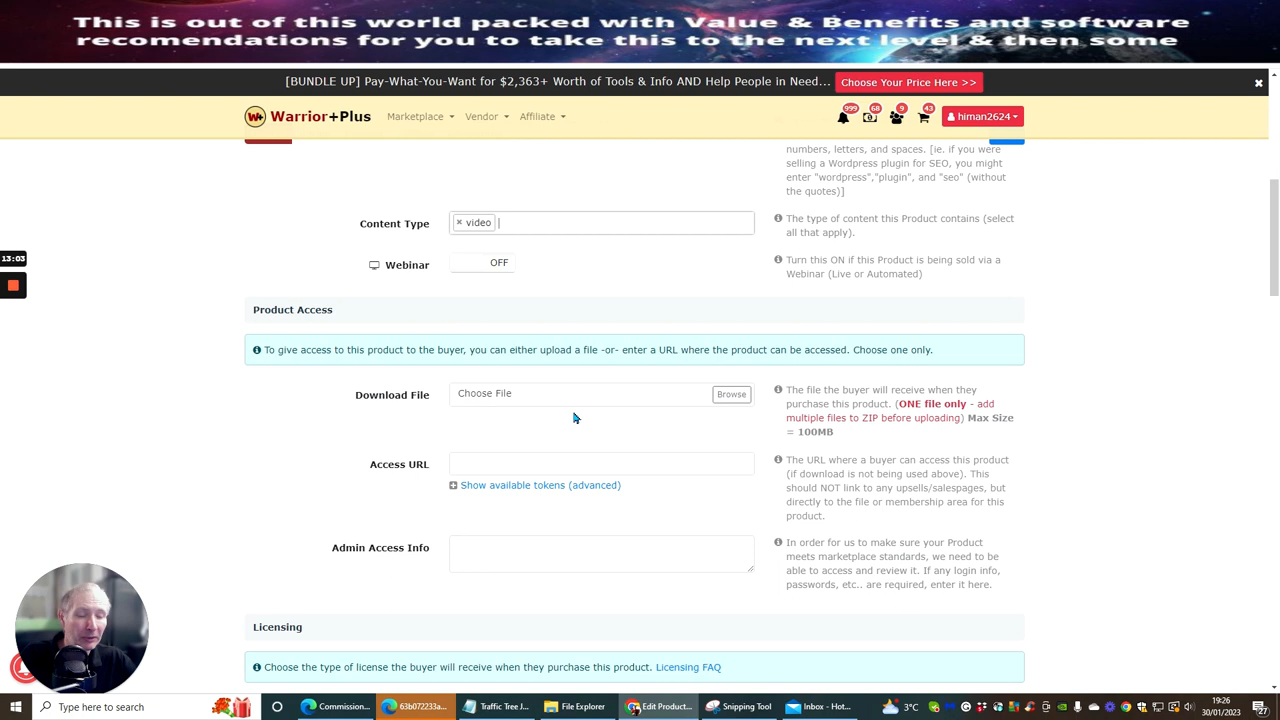 This is out of this world packed with Value & Benefits and software
recomendations for you to take this to the next level & then some
[BUNDLE UP] Pay-What-You-Want for $2,363+ Worth of Tools & Info AND Help People in Need... Choose Your Price Here >>
Warrior+Plus Marketplace Vendor Affiliate 999 68 9 43 himan2624
numbers, letters, and spaces. [ie. if you were
selling a Wordpress plugin for SEO, you might
enter "wordpress","plugin", and "seo" (without
the quotes)]
Content Type × video
The type of content this Product contains (select
all that apply).
13:03
Webinar OFF
Turn this ON if this Product is being sold via a
Webinar (Live or Automated)
Product Access
To give access to this product to the buyer, you can either upload a file -or- enter a URL where the product can be accessed. Choose one only.
Download File Choose File Browse
The file the buyer will receive when they
purchase this product. (ONE file only - add
multiple files to ZIP before uploading) Max Size
= 100MB
Access URL
Show available tokens (advanced)
The URL where a buyer can access this product
(if download is not being used above). This
should NOT link to any upsells/salespages, but
directly to the file or membership area for this
product.
Admin Access Info
In order for us to make sure your Product
meets marketplace standards, we need to be
able to access and review it. If any login info,
passwords, etc.. are required, enter it here.
Licensing
Choose the type of license the buyer will receive when they purchase this product. Licensing FAQ
Type here to search Commission... 63b072233a... Traffic Tree J... File Explorer Edit Product... Snipping Tool Inbox - Hot... 3°C 19:26
30/01/2023 27